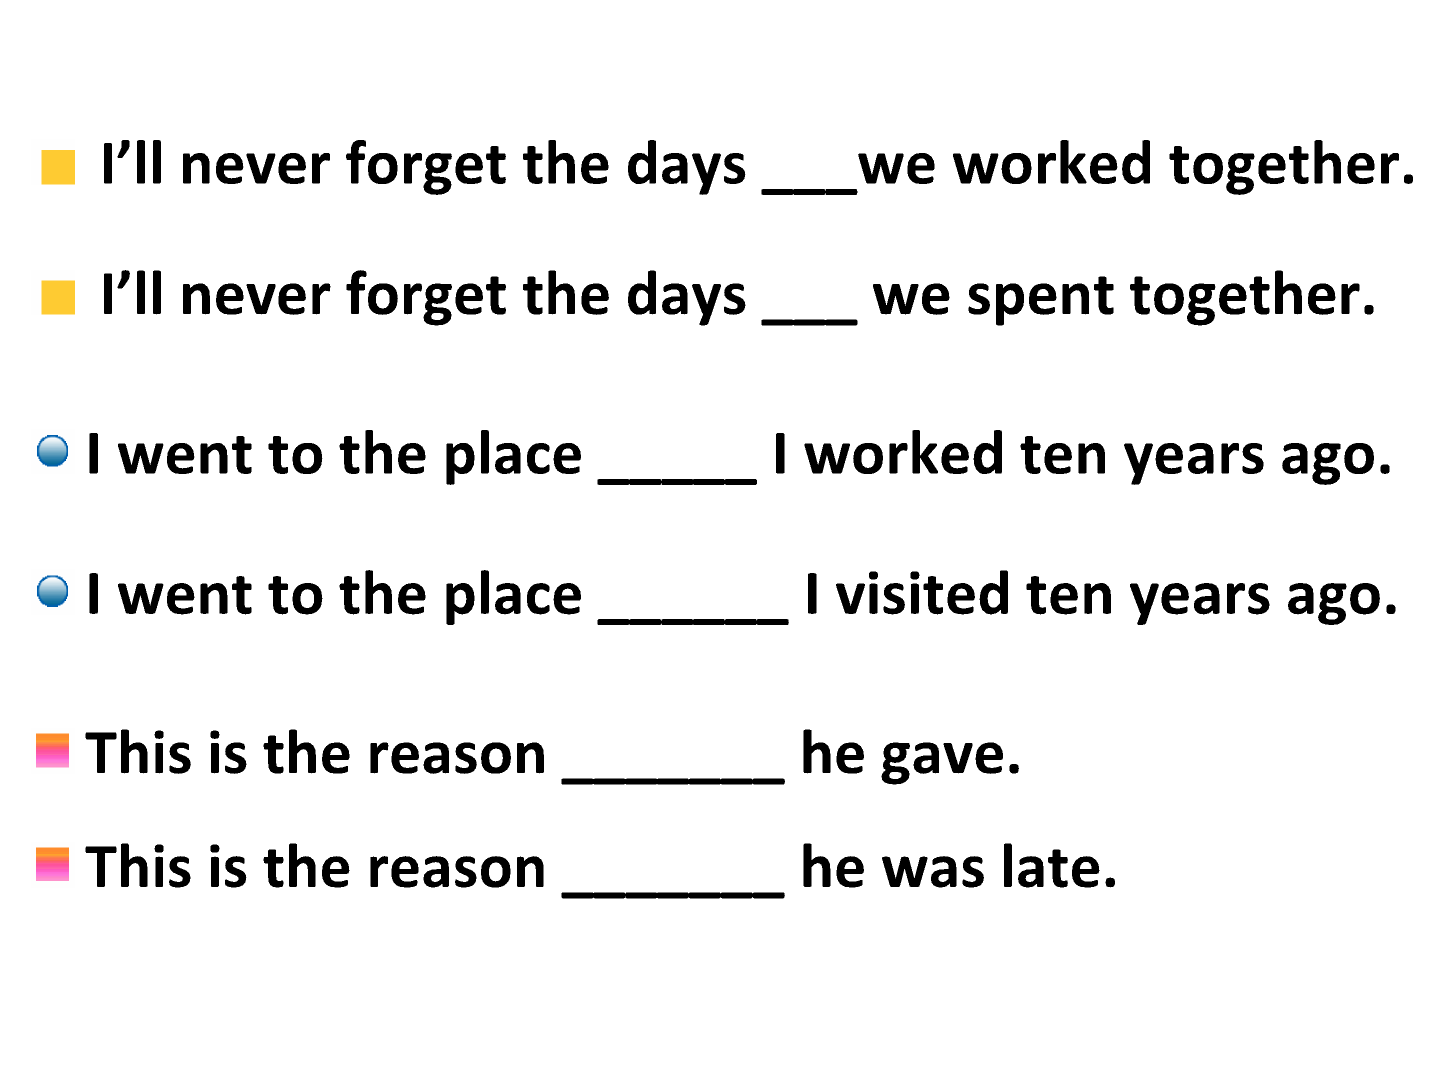 I’ll never forget the days ___we worked together.
I’ll never forget the days ___ we spent together.
I went to the place _____ I worked ten years ago.
I went to the place ______ I visited ten years ago.
This is the reason _______ he gave.
This is the reason _______ he was late.